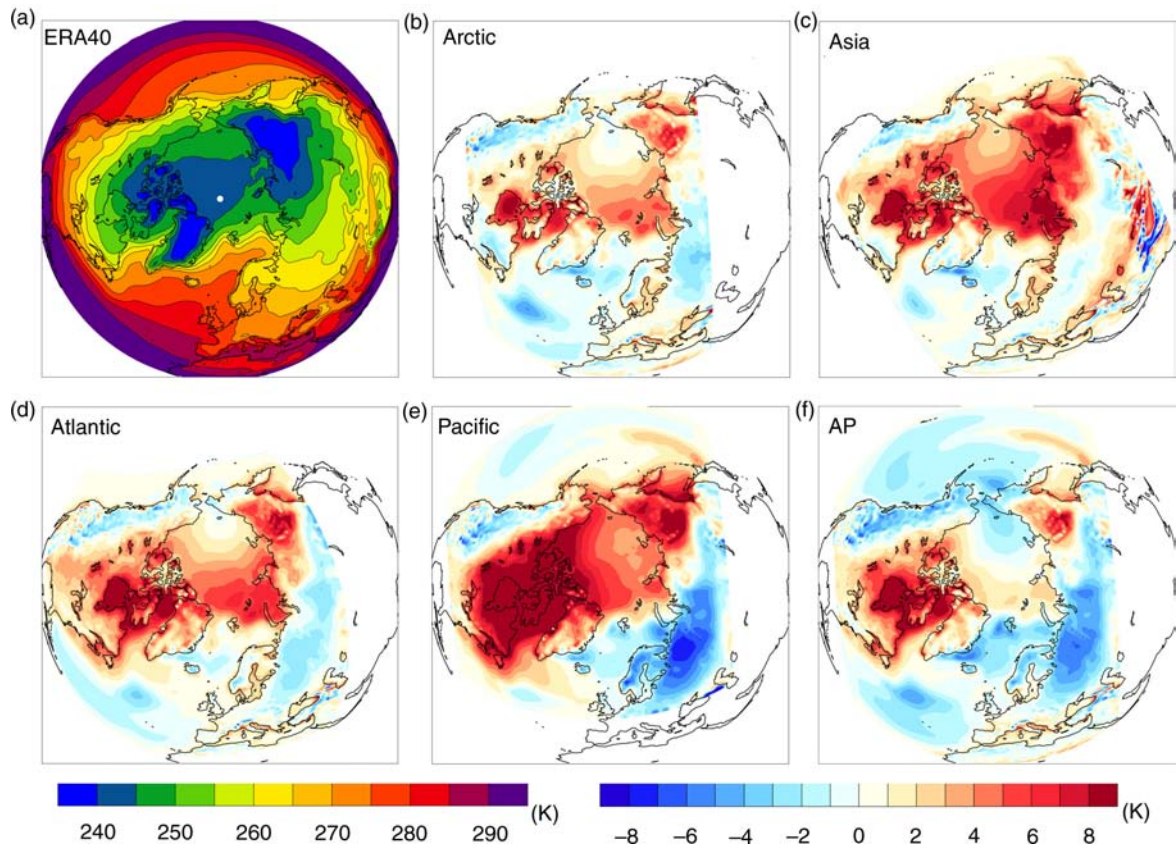 (a)
ERA40
(b)
Arctic
(c)
Asia
(d)
Atlantic
(e)
Pacific
(f)
AP
240 250 260 270 280 290 (K)
−8 −6 −4 −2 0 2 4 6 8 (K)